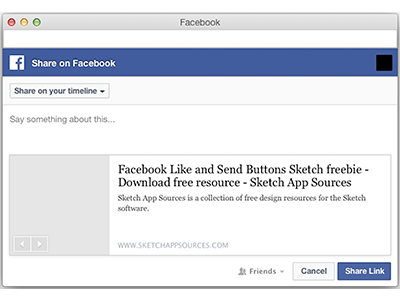 Facebook
Share on Facebook
Share on your timeline
Say something about this...
Facebook Like and Send Buttons Sketch freebie -
Download free resource - Sketch App Sources
Sketch App Sources is a collection of free design resources for the Sketch
software.
WWW.SKETCHAPPSOURCES.COM
Friends Cancel Share Link